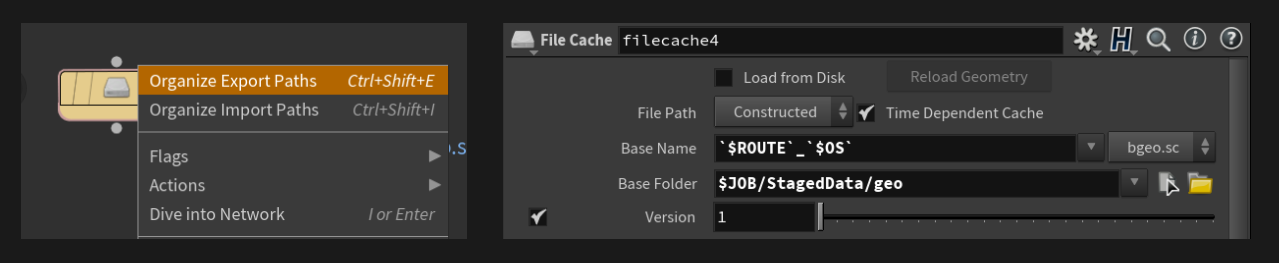 Organize Export Paths Ctrl+Shift+E
Organize Import Paths Ctrl+Shift+I
Flags
Actions
Dive into Network I or Enter
.s
File Cache filecache4
Load from Disk Reload Geometry
File Path Constructed Time Dependent Cache
Base Name `$ROUTE`_`$OS` bgeo.sc
Base Folder $JOB/StagedData/geo
Version 1